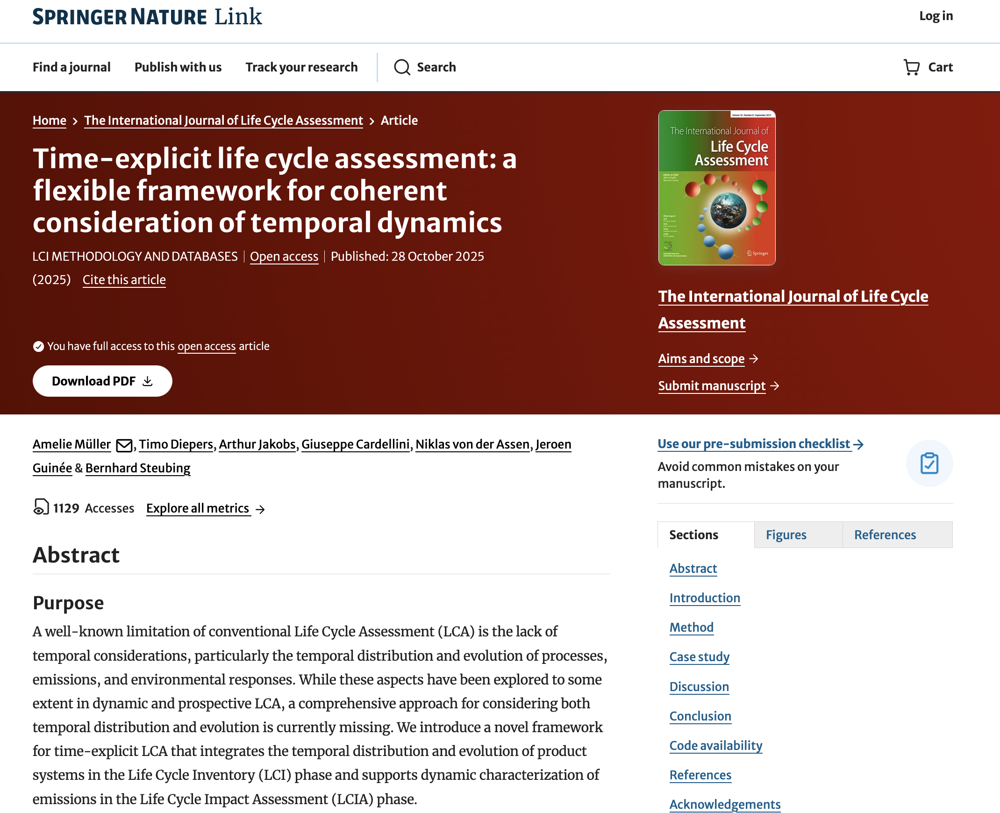 SPRINGER NATURE Link
Log in
Find a journal
Publish with us
Track your research
Search
Cart
Home › The International Journal of Life Cycle Assessment › Article
Time-explicit life cycle assessment: a
flexible framework for coherent
consideration of temporal dynamics
LCI METHODOLOGY AND DATABASES | Open access | Published: 28 October 2025
(2025) Cite this article
You have full access to this open access article
Download PDF
Volume 18 • Number 8 • September 2013
The International Journal of
Life Cycle
Assessment
Editors-in-Chief
Springer
The International Journal of Life Cycle
Assessment
Aims and scope →
Submit manuscript →
Amelie Müller, Timo Diepers, Arthur Jakobs, Giuseppe Cardellini, Niklas von der Assen, Jeroen
Guinée & Bernhard Steubing
1129 Accesses Explore all metrics →
Abstract
Purpose
A well-known limitation of conventional Life Cycle Assessment (LCA) is the lack of
temporal considerations, particularly the temporal distribution and evolution of processes,
emissions, and environmental responses. While these aspects have been explored to some
extent in dynamic and prospective LCA, a comprehensive approach for considering both
temporal distribution and evolution is currently missing. We introduce a novel framework
for time-explicit LCA that integrates the temporal distribution and evolution of product
systems in the Life Cycle Inventory (LCI) phase and supports dynamic characterization of
emissions in the Life Cycle Impact Assessment (LCIA) phase.
Use our pre-submission checklist →
Avoid common mistakes on your
manuscript.
Sections
Figures
References
Abstract
Introduction
Method
Case study
Discussion
Conclusion
Code availability
References
Acknowledgements